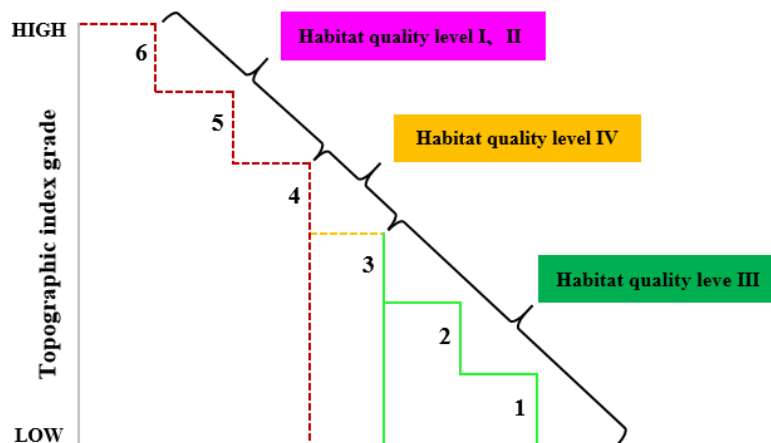 HIGH
Habitat quality level I、II
6
5
Habitat quality level IV
4
3
Habitat quality leve III
2
1
LOW
Topographic index grade